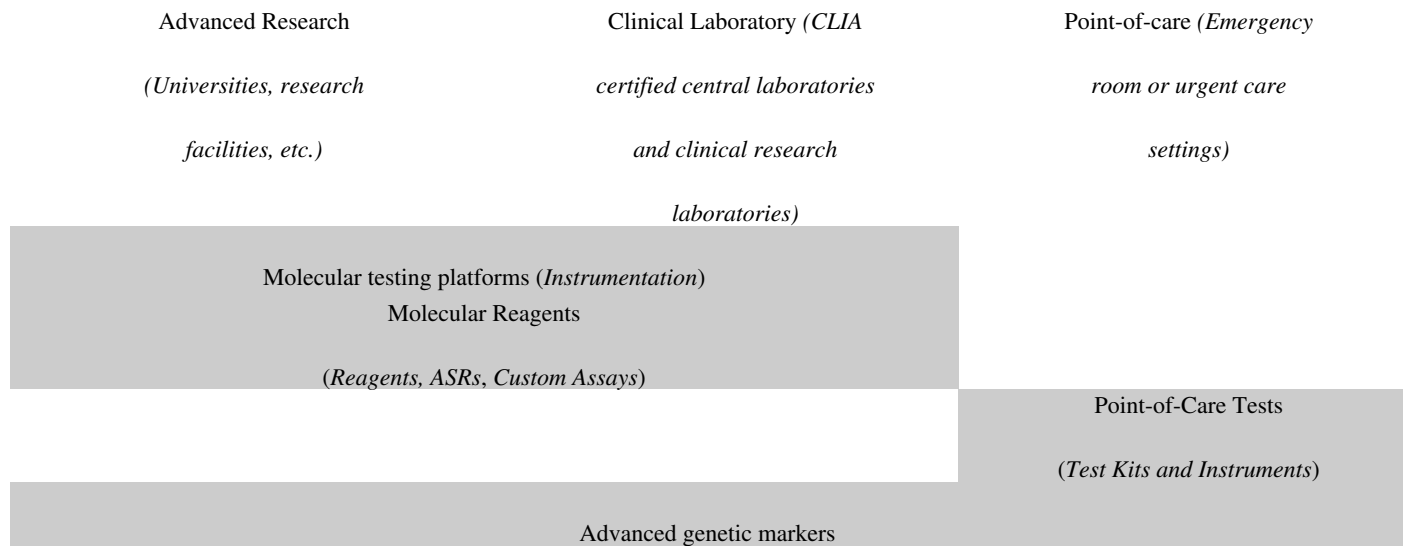 Advanced Research
(Universities, research
facilities, etc.)
Clinical Laboratory (CLIA
certified central laboratories
and clinical research
laboratories)
Point-of-care (Emergency
room or urgent care
settings)
Molecular testing platforms (Instrumentation)
Molecular Reagents
(Reagents, ASRs, Custom Assays)
Point-of-Care Tests
(Test Kits and Instruments)
Advanced genetic markers